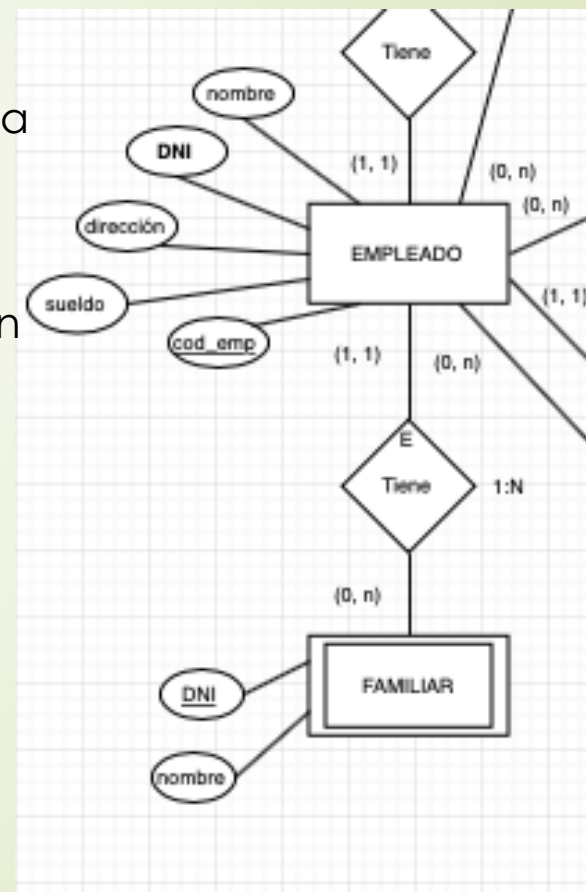 Tiene
nombre
a
DNI
(1, 1)
(0, n)
(0, n)
dirección
EMPLEADO
sueldo
(1, 1)
n
cod_emp
(1, 1)
(0, n)
E
Tiene
1:N
(0, n)
DNI
FAMILIAR
nombre